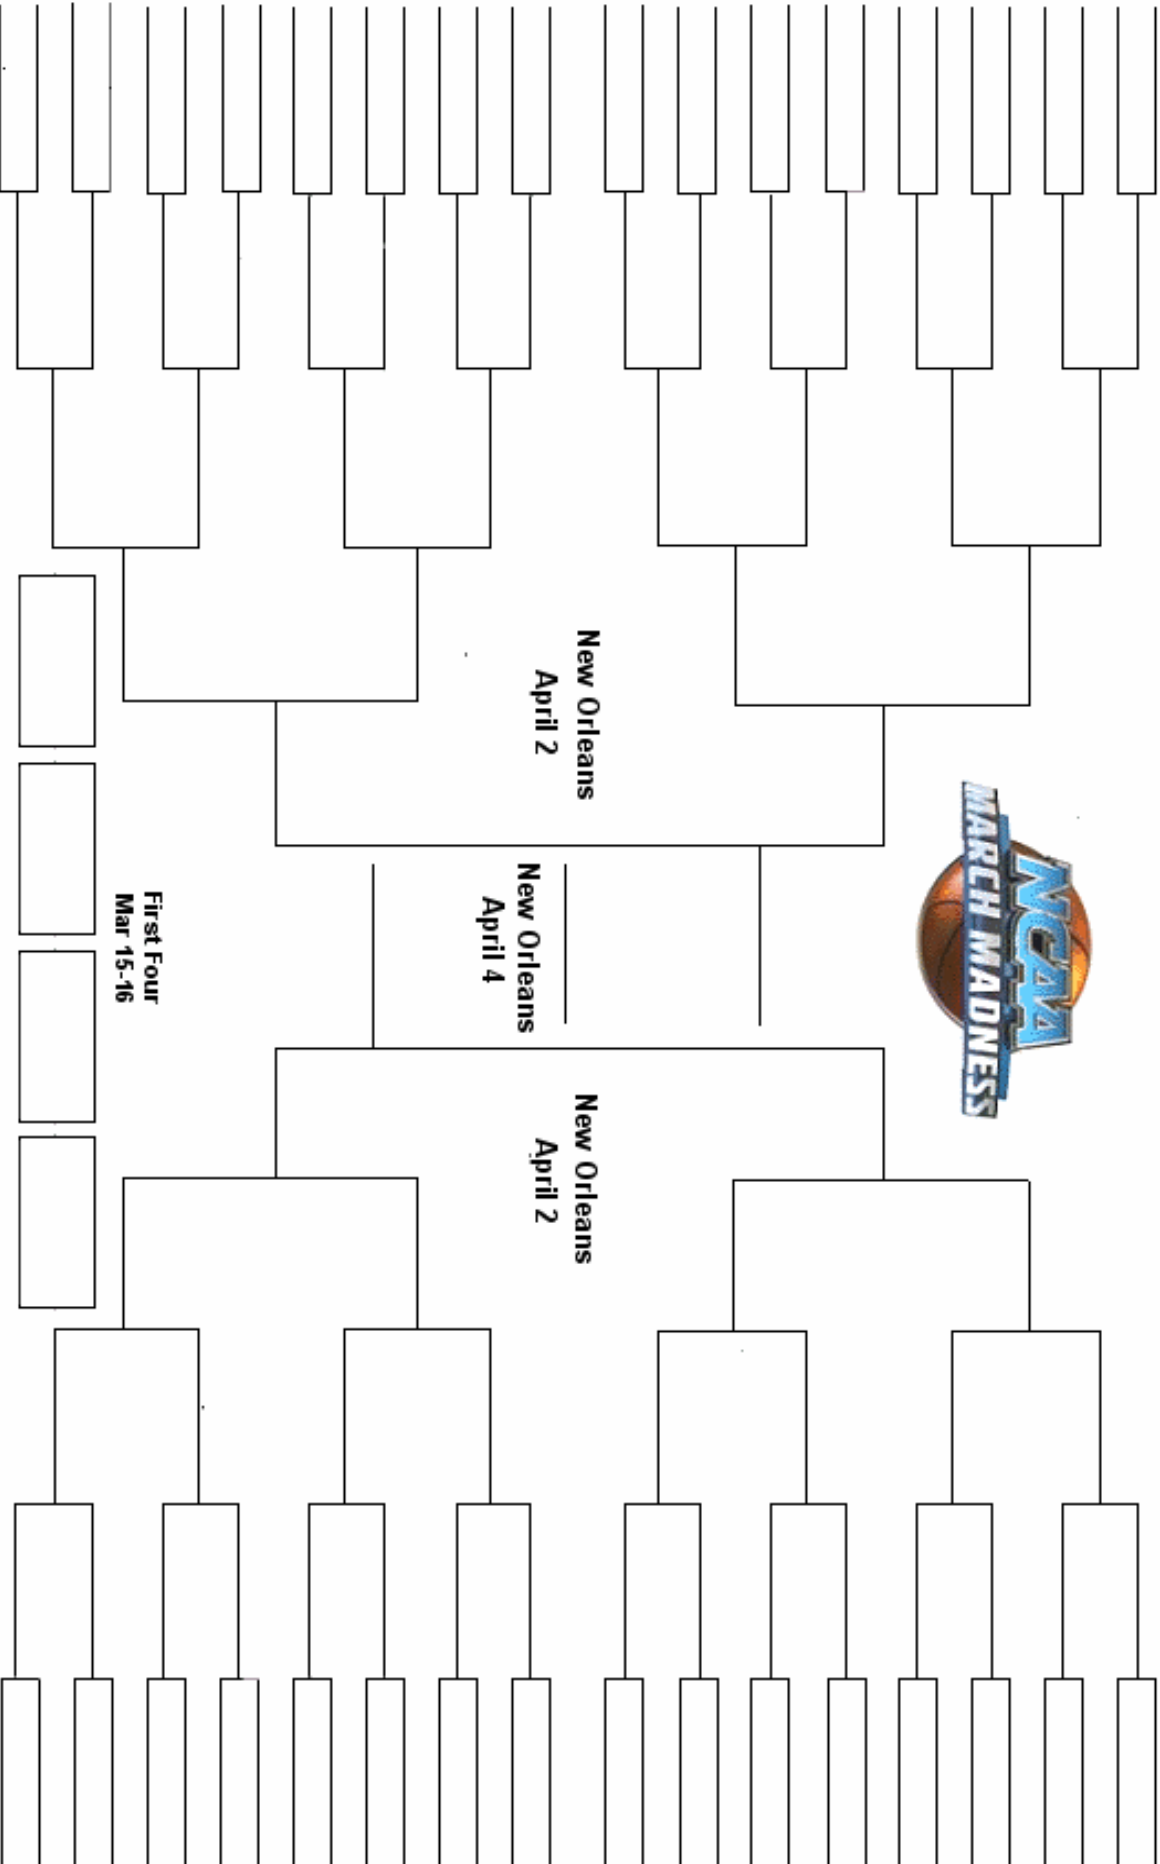 NCAA
MARCH MADNESS
New Orleans
April 2
New Orleans
April 4
New Orleans
April 2
First Four
Mar 15-16